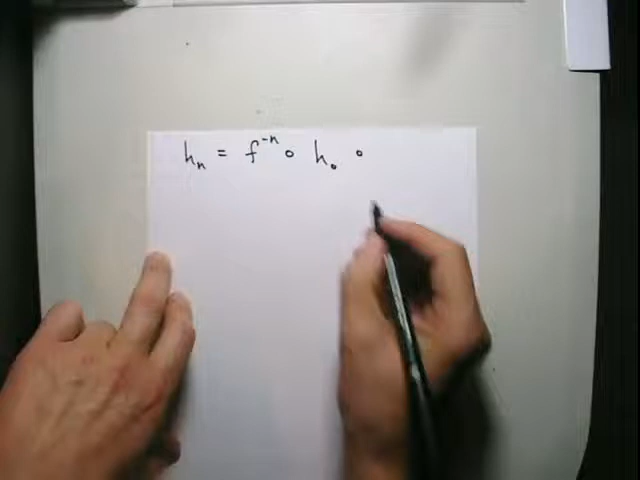 hₙ = f⁻ⁿ ∘ h₀ ∘